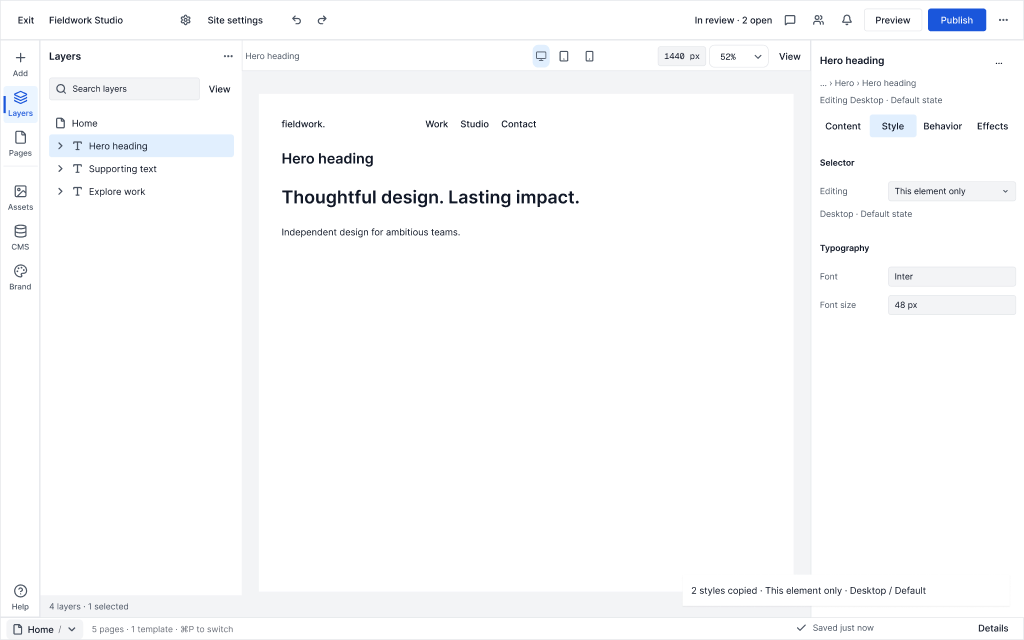 Exit Fieldwork Studio Site settings In review · 2 open Preview Publish ...
Add
Layers
Pages
Assets
CMS
Brand
Help
Layers ...
Search layers View
Home
Hero heading
Supporting text
Explore work
4 layers · 1 selected
Hero heading 1440 px 52% View
fieldwork. Work Studio Contact
Hero heading
Thoughtful design. Lasting impact.
Independent design for ambitious teams.
Hero heading ...
... › Hero › Hero heading
Editing Desktop · Default state
Content Style Behavior Effects
Selector
Editing This element only
Desktop · Default state
Typography
Font Inter
Font size 48 px
2 styles copied · This element only · Desktop / Default
Home / 5 pages · 1 template · ⌘P to switch Saved just now Details